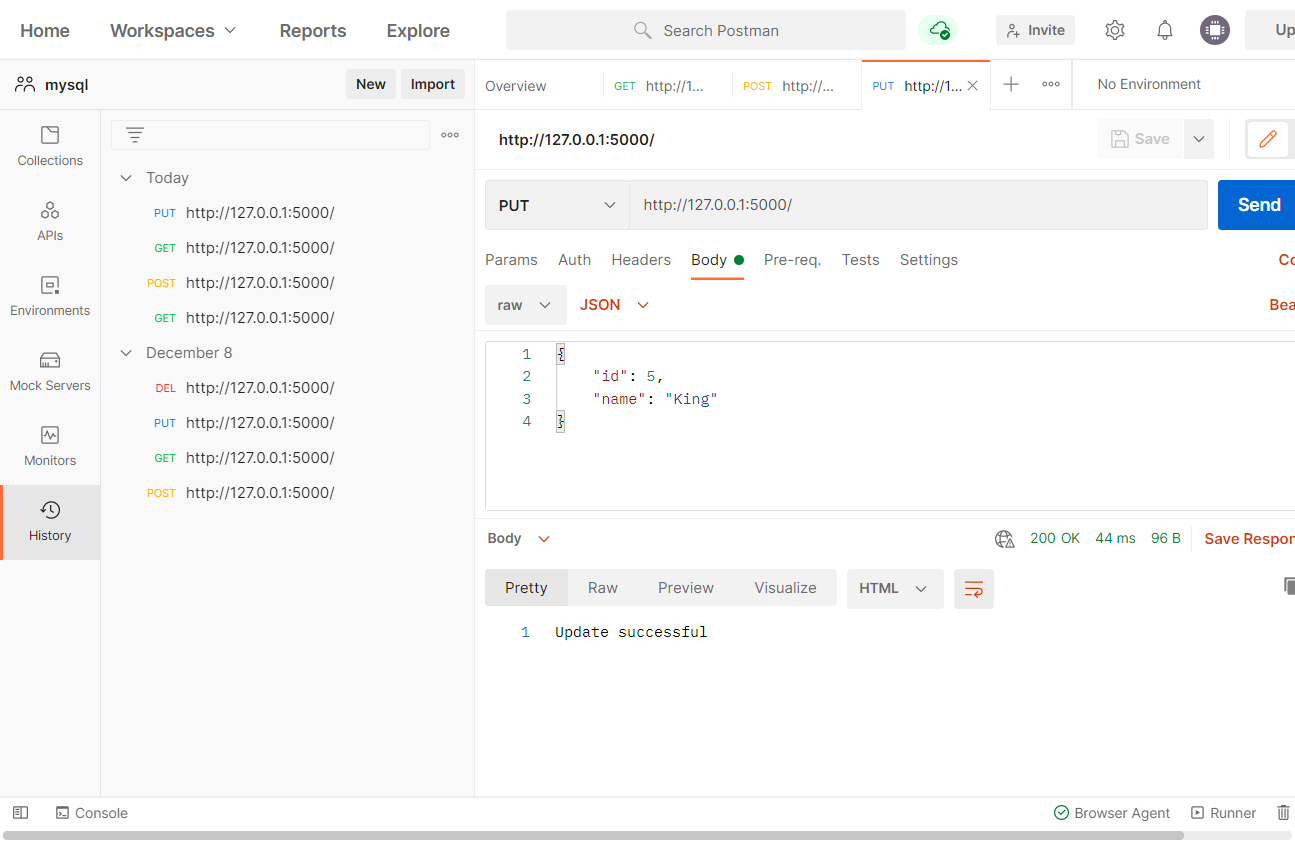 Home Workspaces Reports Explore Search Postman Invite Up
mysql New Import Overview GET http://1... POST http://... PUT http://1... No Environment
http://127.0.0.1:5000/ Save
Collections
APIs
Environments
Mock Servers
Monitors
History
Today
PUT http://127.0.0.1:5000/
GET http://127.0.0.1:5000/
POST http://127.0.0.1:5000/
GET http://127.0.0.1:5000/
December 8
DEL http://127.0.0.1:5000/
PUT http://127.0.0.1:5000/
GET http://127.0.0.1:5000/
POST http://127.0.0.1:5000/
PUT http://127.0.0.1:5000/ Send
Params Auth Headers Body Pre-req. Tests Settings Co
raw JSON Bea
1 {
2 "id": 5,
3 "name": "King"
4 }
Body 200 OK 44 ms 96 B Save Respon
Pretty Raw Preview Visualize HTML
1 Update successful
Console Browser Agent Runner